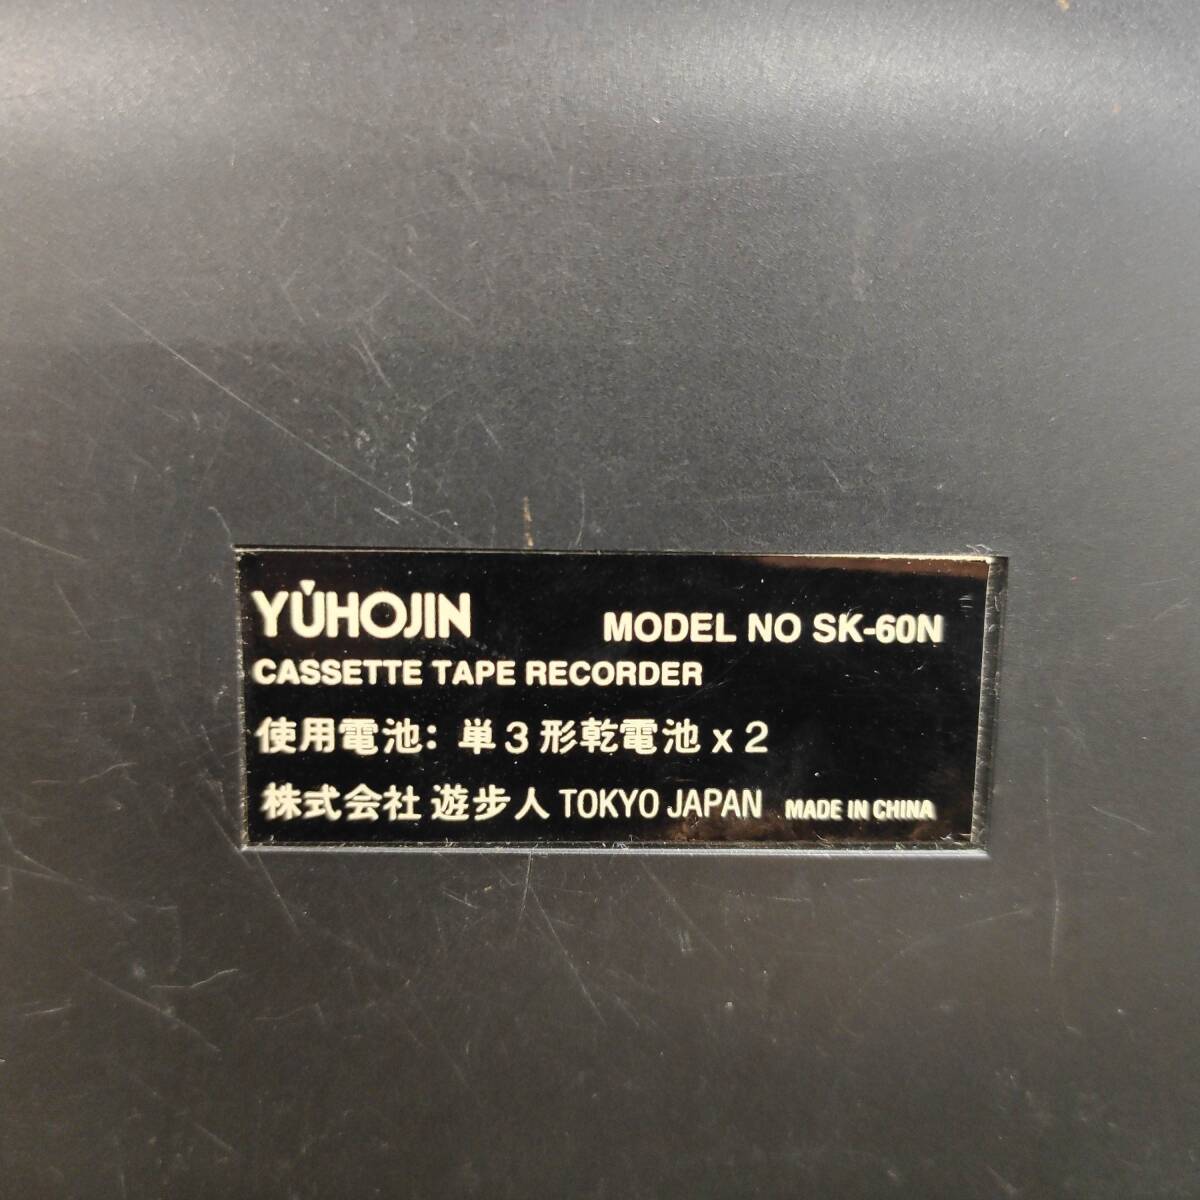 YUHOJIN MODEL NO SK-60N
CASSETTE TAPE RECORDER
使用電池: 単3形乾電池 x 2
株式会社 遊歩人 TOKYO JAPAN MADE IN CHINA